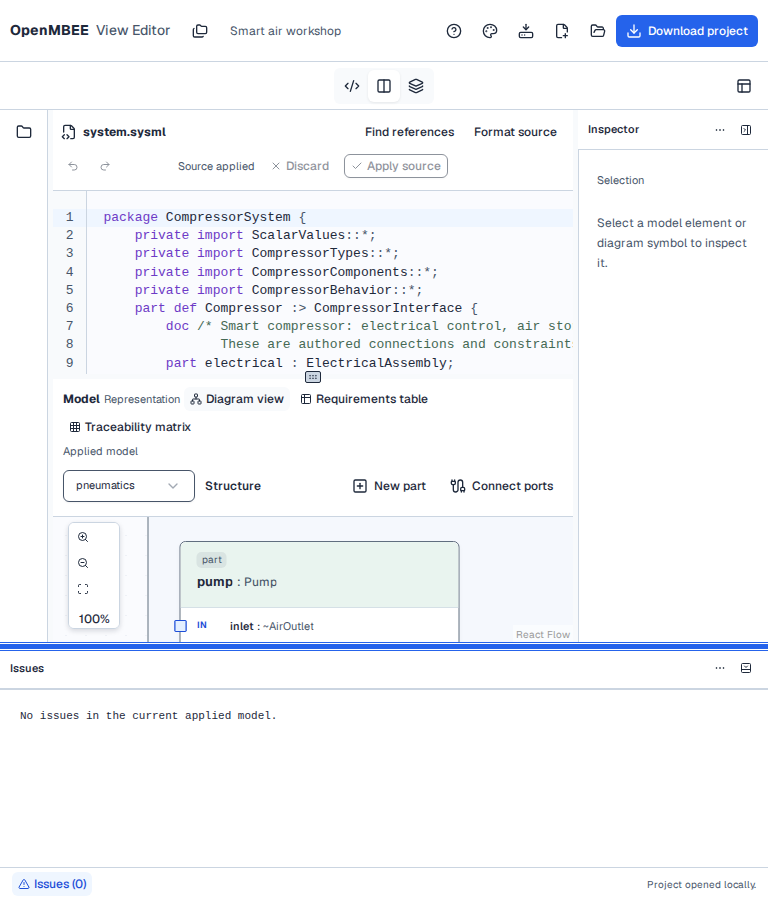 OpenMBEE View Editor Smart air workshop Download project
system.sysml Find references Format source
Source applied Discard Apply source
1 package CompressorSystem {
2 private import ScalarValues::*;
3 private import CompressorTypes::*;
4 private import CompressorComponents::*;
5 private import CompressorBehavior::*;
6 part def Compressor :> CompressorInterface {
7 doc /* Smart compressor: electrical control, air sto
8 These are authored connections and constraint
9 part electrical : ElectricalAssembly;
Inspector
Selection
Select a model element or
diagram symbol to inspect
it.
Model Representation Diagram view Requirements table
Traceability matrix
Applied model
pneumatics Structure New part Connect ports
100%
part
pump : Pump
IN inlet : ~AirOutlet
React Flow
Issues
No issues in the current applied model.
Issues (0) Project opened locally.